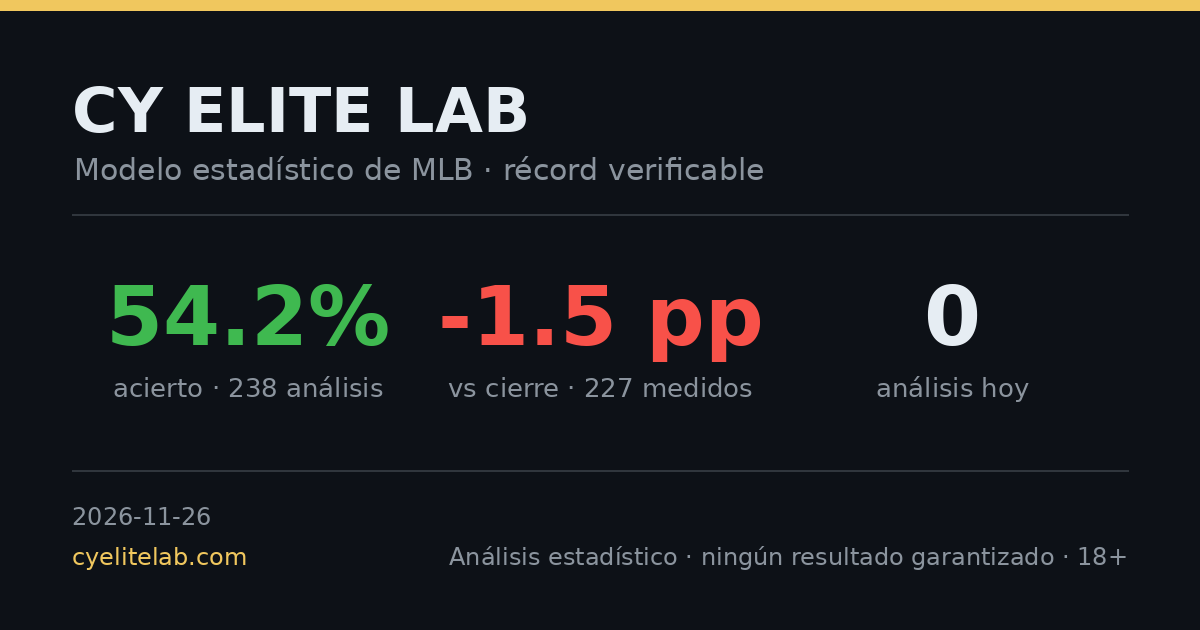 CY ELITE LAB
Modelo estadístico de MLB · récord verificable
54.2%
acierto · 238 análisis
-1.5 pp
vs cierre · 227 medidos
0
análisis hoy
2026-11-26
cyelitelab.com
Análisis estadístico · ningún resultado garantizado · 18+